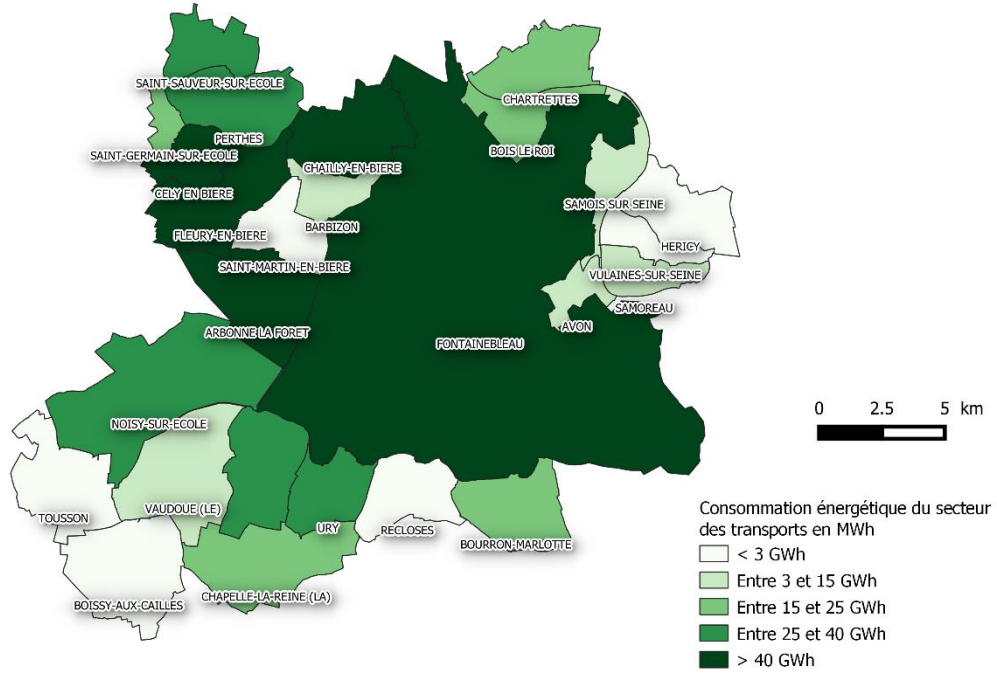 SAINT-SAUVEUR-SUR-ECOLE
CHARTRETTES
PERTHES
BOIS LE ROI
SAINT-GERMAIN-SUR-ECOLE
CHAILLY-EN-BIERE
CELY EN BIERE
SAMOIS SUR SEINE
BARBIZON
FLEURY-EN-BIERE
HERICY
SAINT-MARTIN-EN-BIERE
VULAINES-SUR-SEINE
SAMOREAU
AVON
ARBONNE LA FORET
FONTAINEBLEAU
0 2.5 5 km
NOISY-SUR-ECOLE
VAUDOUE (LE)
TOUSSON
URY
RECLOSES
BOURRON-MARLOTTE
CHAPELLE-LA-REINE (LA)
BOISSY-AUX-CAILLES
Consommation énergétique du secteur
des transports en MWh
< 3 GWh
Entre 3 et 15 GWh
Entre 15 et 25 GWh
Entre 25 et 40 GWh
> 40 GWh